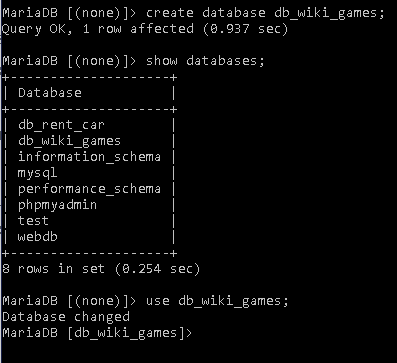 MariaDB [(none)]> create database db_wiki_games;
Query OK, 1 row affected (0.937 sec)

MariaDB [(none)]> show databases;
+--------------------+
| Database           |
+--------------------+
| db_rent_car        |
| db_wiki_games      |
| information_schema |
| mysql              |
| performance_schema |
| phpmyadmin         |
| test               |
| webdb              |
+--------------------+
8 rows in set (0.254 sec)

MariaDB [(none)]> use db_wiki_games;
Database changed
MariaDB [db_wiki_games]>